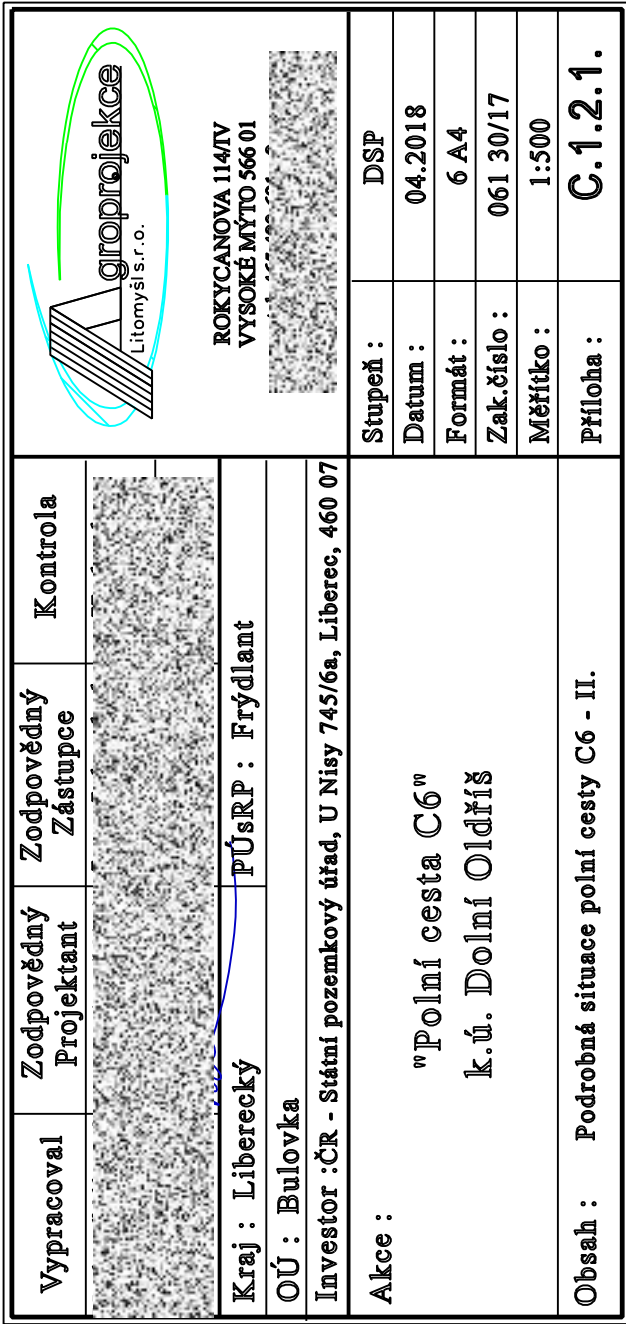 Vypracoval
Zodpovědný
Projektant
Zodpovědný
Zástupce
Kontrola
Agroprojekce
Litomyšl s.r.o.
ROKYCANOVA 114/IV
VYSOKÉ MÝTO 566 01
Kraj : Liberecký
PÚsRP : Frýdlant
OÚ : Bulovka
Investor :ČR - Státní pozemkový úřad, U Nisy 745/6a, Liberec, 460 07
Akce :
"Polní cesta C6"
k.ú. Dolní Oldříš
Stupeň : DSP
Datum : 04.2018
Formát : 6 A4
Zak.číslo : 061 30/17
Měřítko : 1:500
Obsah : Podrobná situace polní cesty C6 - II.
Příloha : C.1.2.1.